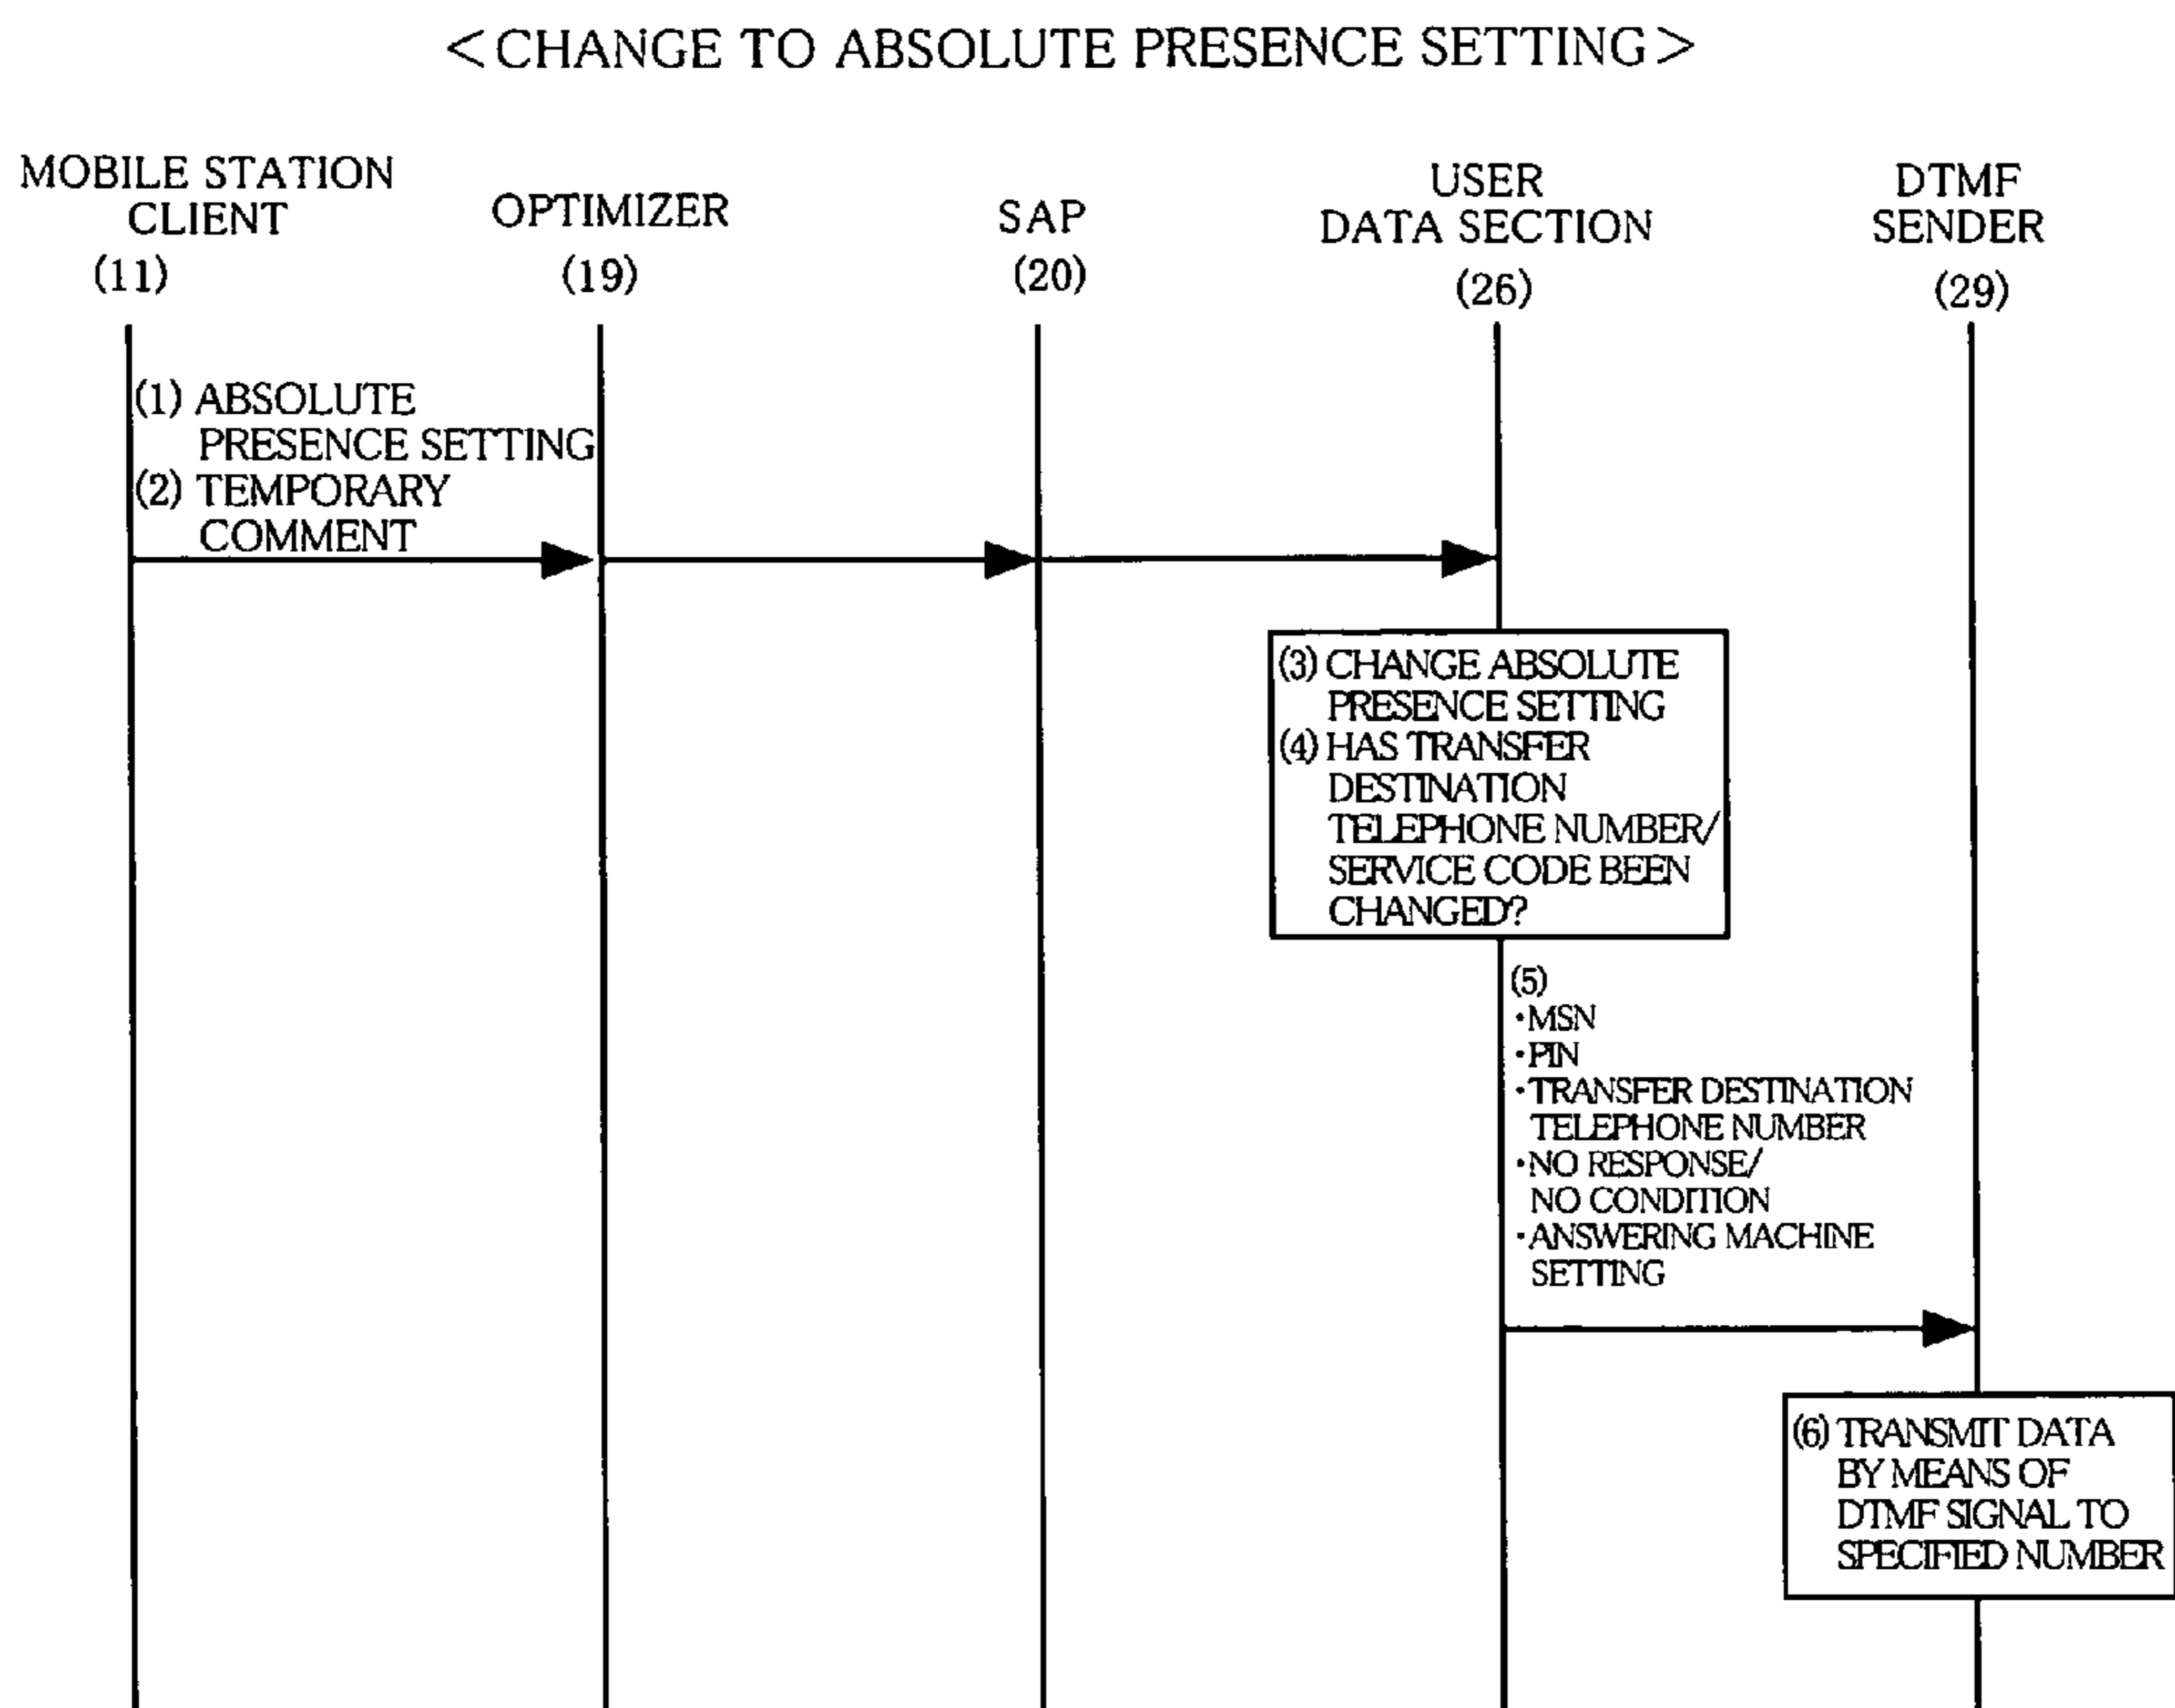 <CHANGE TO ABSOLUTE PRESENCE SETTING>
MOBILE STATION
CLIENT
(11)
OPTIMIZER
(19)
SAP
(20)
USER
DATA SECTION
(26)
DTMF
SENDER
(29)
(1) ABSOLUTE
PRESENCE SETTING
(2) TEMPORARY
COMMENT
(3) CHANGE ABSOLUTE
PRESENCE SETTING
(4) HAS TRANSFER
DESTINATION
TELEPHONE NUMBER/
SERVICE CODE BEEN
CHANGED?
(5)
・MSN
・PIN
・TRANSFER DESTINATION
TELEPHONE NUMBER
・NO RESPONSE/
NO CONDITION
・ANSWERING MACHINE
SETTING
(6) TRANSMIT DATA
BY MEANS OF
DTMF SIGNAL TO
SPECIFIED NUMBER